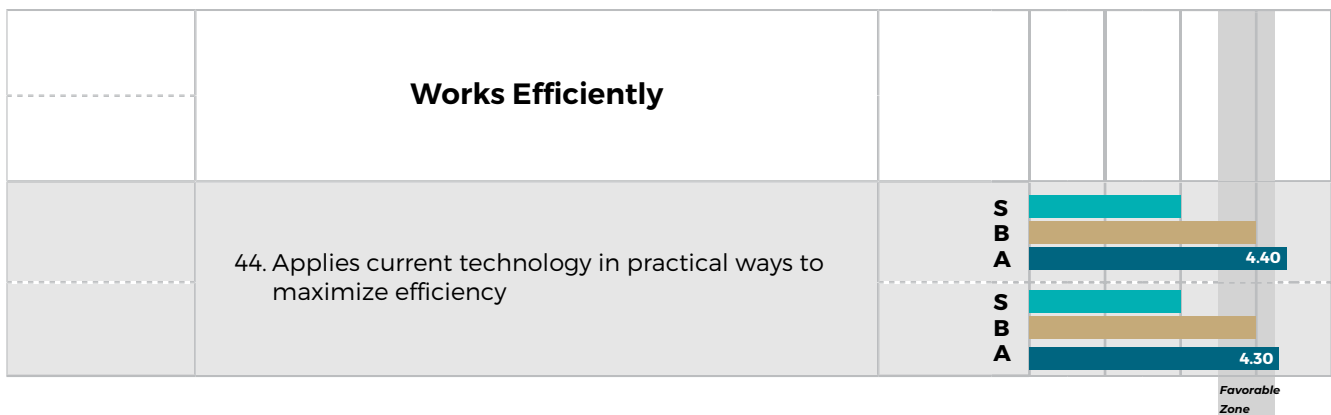 Works Efficiently
44. Applies current technology in practical ways to
maximize efficiency
S
B
A
4.40
S
B
A
4.30
Favorable
Zone